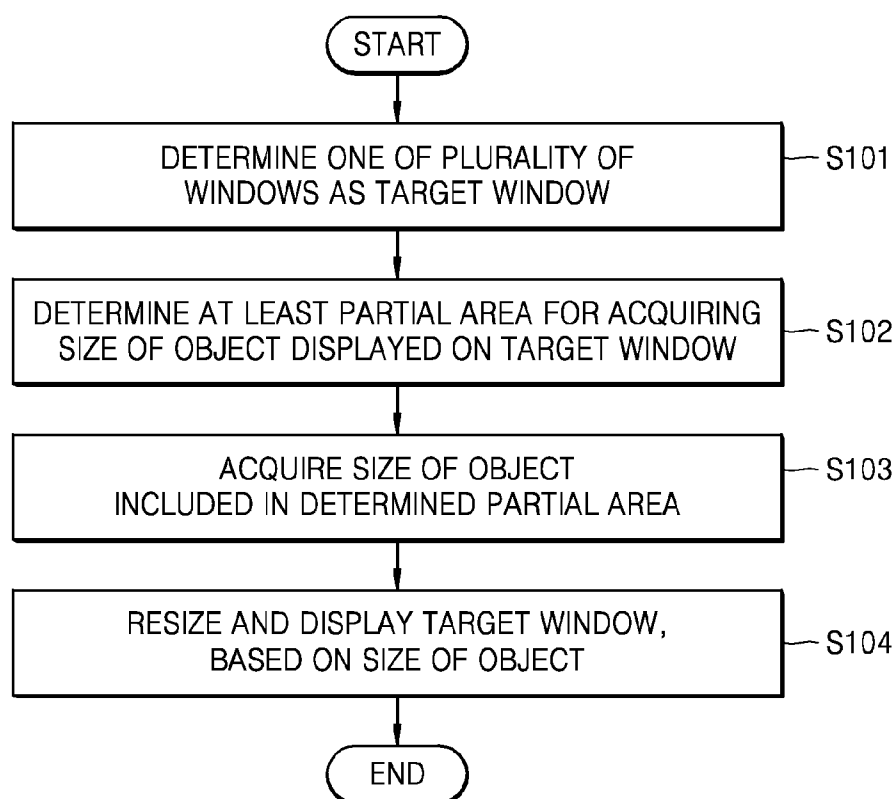 START
DETERMINE ONE OF PLURALITY OF
WINDOWS AS TARGET WINDOW
S101
DETERMINE AT LEAST PARTIAL AREA FOR ACQUIRING
SIZE OF OBJECT DISPLAYED ON TARGET WINDOW
S102
ACQUIRE SIZE OF OBJECT
INCLUDED IN DETERMINED PARTIAL AREA
S103
RESIZE AND DISPLAY TARGET WINDOW,
BASED ON SIZE OF OBJECT
S104
END